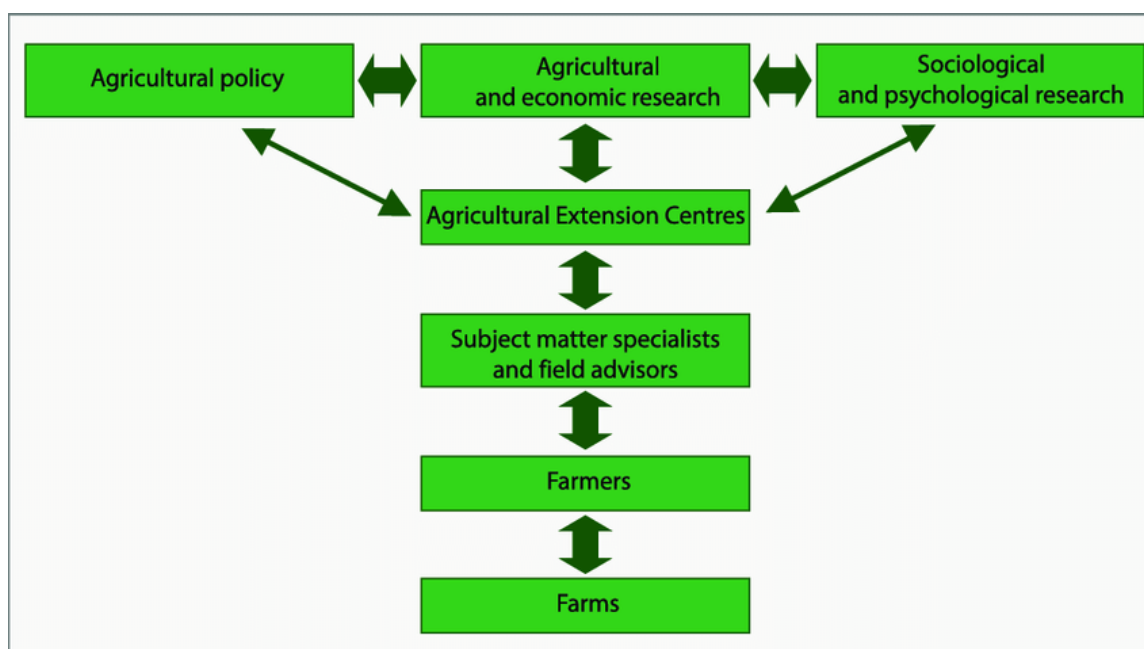 Agricultural policy
Agricultural
and economic research
Sociological
and psychological research
Agricultural Extension Centres
Subject matter specialists
and field advisors
Farmers
Farms